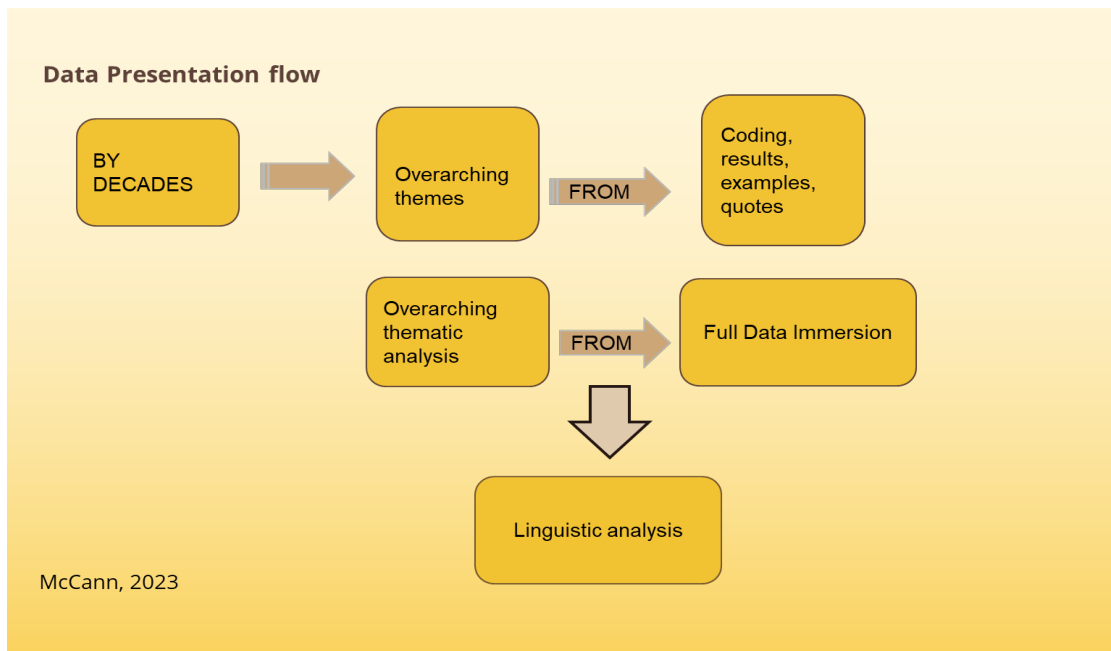 Data Presentation flow
BY
DECADES
Overarching
themes
FROM
Coding,
results,
examples,
quotes
Overarching
thematic
analysis
FROM
Full Data Immersion
Linguistic analysis
McCann, 2023